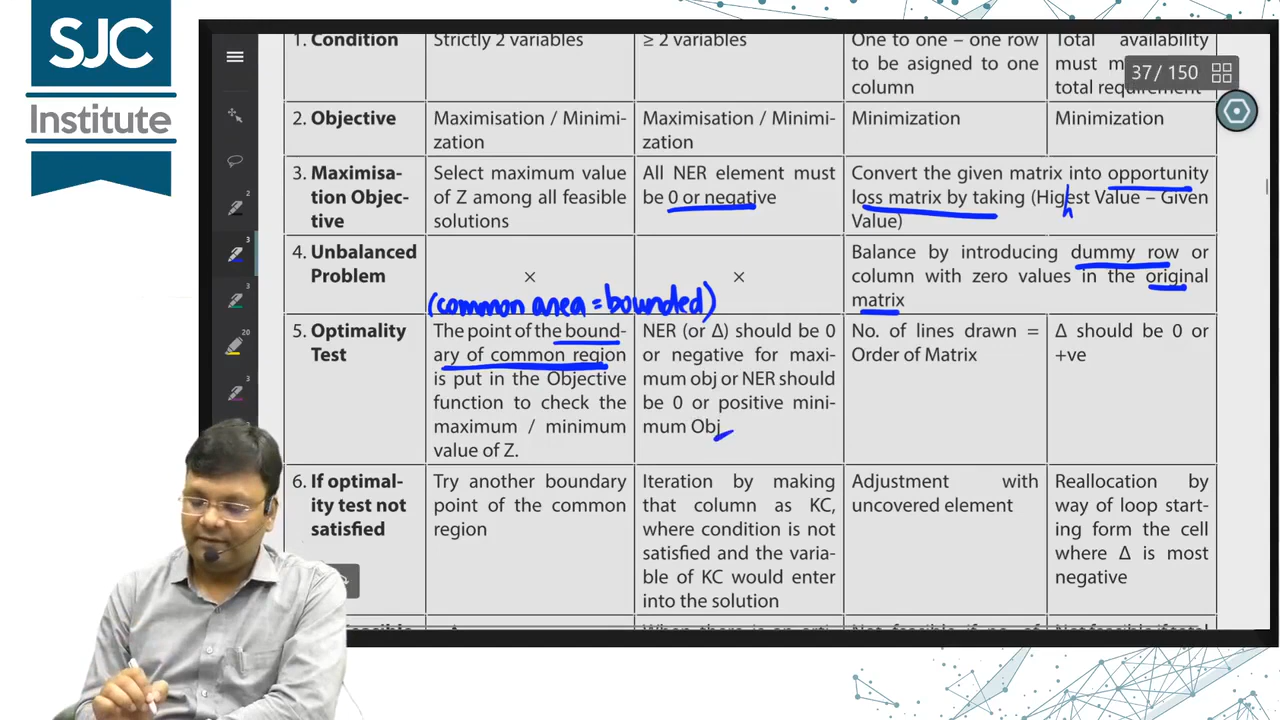 SJC
Institute
37 / 150
1. Condition
Strictly 2 variables
≥ 2 variables
One to one – one row
to be asigned to one
column
Total availability
must
total requirement
2. Objective
Maximisation / Minimi-
zation
Maximisation / Minimi-
zation
Minimization
Minimization
3. Maximisa-
tion Objec-
tive
Select maximum value
of Z among all feasible
solutions
All NER element must
be 0 or negative
Convert the given matrix into opportunity
loss matrix by taking (Highest Value – Given
Value)
4. Unbalanced
Problem
×
×
Balance by introducing dummy row or
column with zero values in the original
matrix
(common area = bounded)
5. Optimality
Test
The point of the bound-
ary of common region
is put in the Objective
function to check the
maximum / minimum
value of Z.
NER (or Δ) should be 0
or negative for maxi-
mum obj or NER should
be 0 or positive mini-
mum Obj
No. of lines drawn =
Order of Matrix
Δ should be 0 or
+ve
6. If optimal-
ity test not
satisfied
Try another boundary
point of the common
region
Iteration by making
that column as KC,
where condition is not
satisfied and the varia-
ble of KC would enter
into the solution
Adjustment with
uncovered element
Reallocation by
way of loop start-
ing form the cell
where Δ is most
negative
2
3
3
20
3